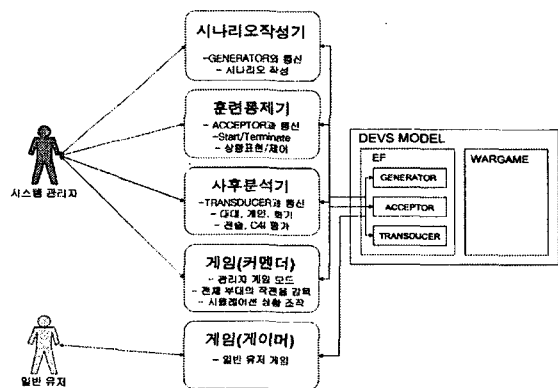 시나리오작성기
-GENERATOR와 통신
- 시나리오 작성
훈련통제기
- ACCEPTOR과 통신
-Start/Terminate
- 상황표현/제어
사후분석기
-TRANSDUCER과 통신
- 대대, 개인, 화기
- 전술, C4I 평가
게임(커멘더)
- 관리자 게임 모드
- 전체 부대의 작전을 감독
- 시뮬레이션 상황 조작
게임(게이머)
- 일반 유저 게임
시스템 관리자
일반 유저
DEVS MODEL
EF
GENERATOR
ACCEPTOR
TRANSDUCER
WARGAME